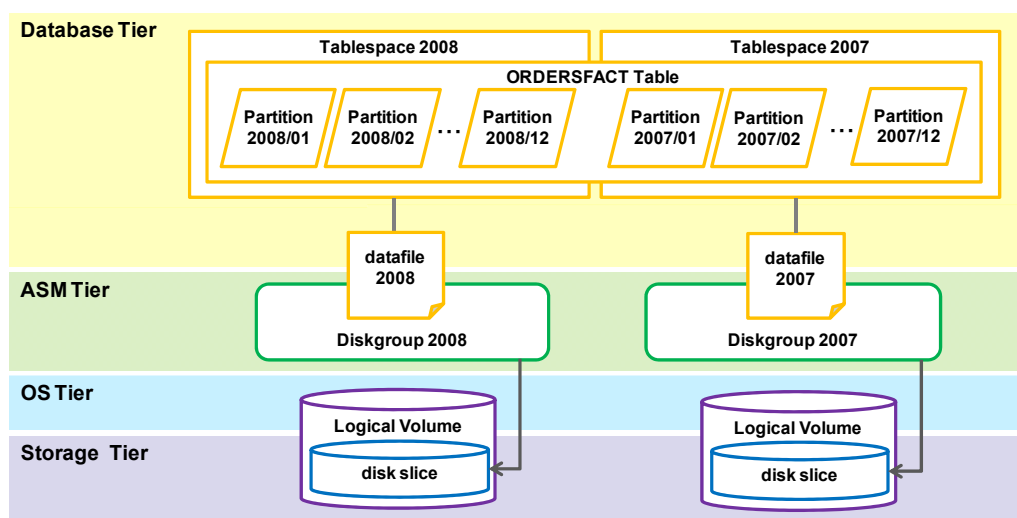 Database Tier
Tablespace 2008
Tablespace 2007
ORDERSFACT Table
Partition
2008/01
Partition
2008/02
...
Partition
2008/12
Partition
2007/01
Partition
2007/02
...
Partition
2007/12
datafile
2008
datafile
2007
ASM Tier
Diskgroup 2008
Diskgroup 2007
OS Tier
Logical Volume
Logical Volume
Storage Tier
disk slice
disk slice